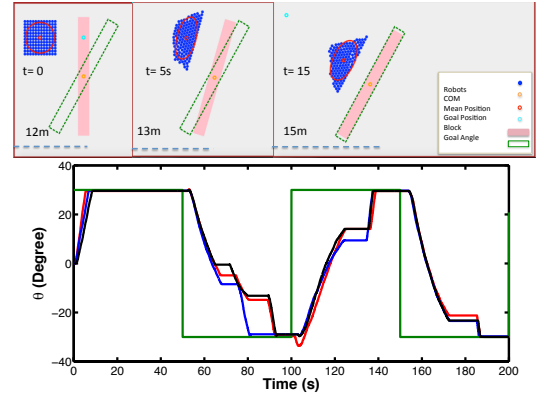 t= 0
12m
t= 5s
13m
t= 15
15m
Robots
COM
Mean Position
Goal Position
Block
Goal Angle
40
20
0
−20
−40
θ (Degree)
0 20 40 60 80 100 120 140 160 180 200
Time (s)